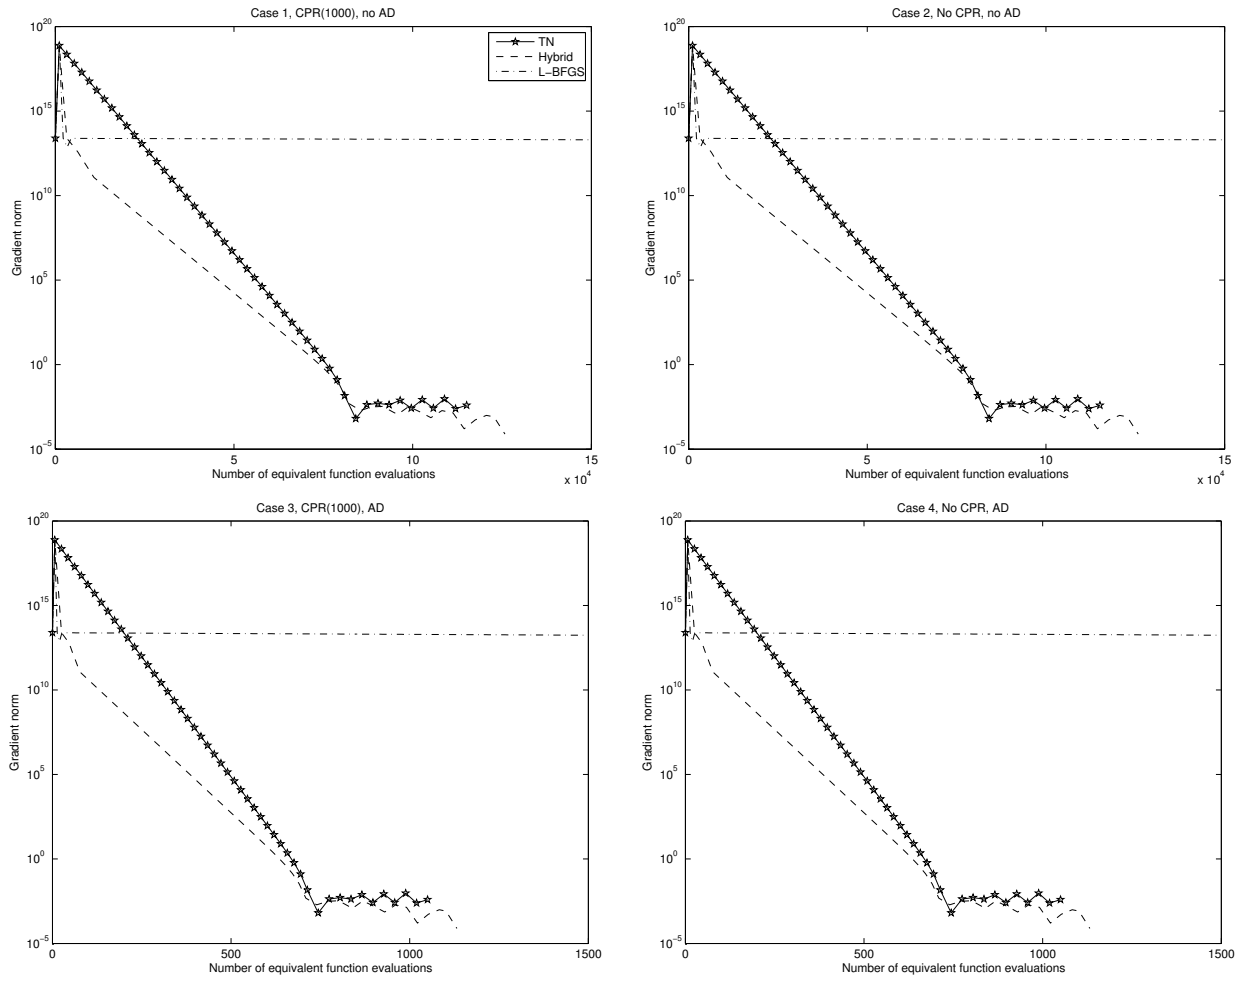 Case 1, CPR(1000), no AD
10^20
10^15
10^10
10^5
10^0
10^−5
Gradient norm
TN
Hybrid
L−BFGS
0
5
10
15
x 10^4
Number of equivalent function evaluations
Case 2, No CPR, no AD
10^20
10^15
10^10
10^5
10^0
10^−5
Gradient norm
0
5
10
15
x 10^4
Number of equivalent function evaluations
Case 3, CPR(1000), AD
10^20
10^15
10^10
10^5
10^0
10^−5
Gradient norm
0
500
1000
1500
Number of equivalent function evaluations
Case 4, No CPR, AD
10^20
10^15
10^10
10^5
10^0
10^−5
Gradient norm
0
500
1000
1500
Number of equivalent function evaluations